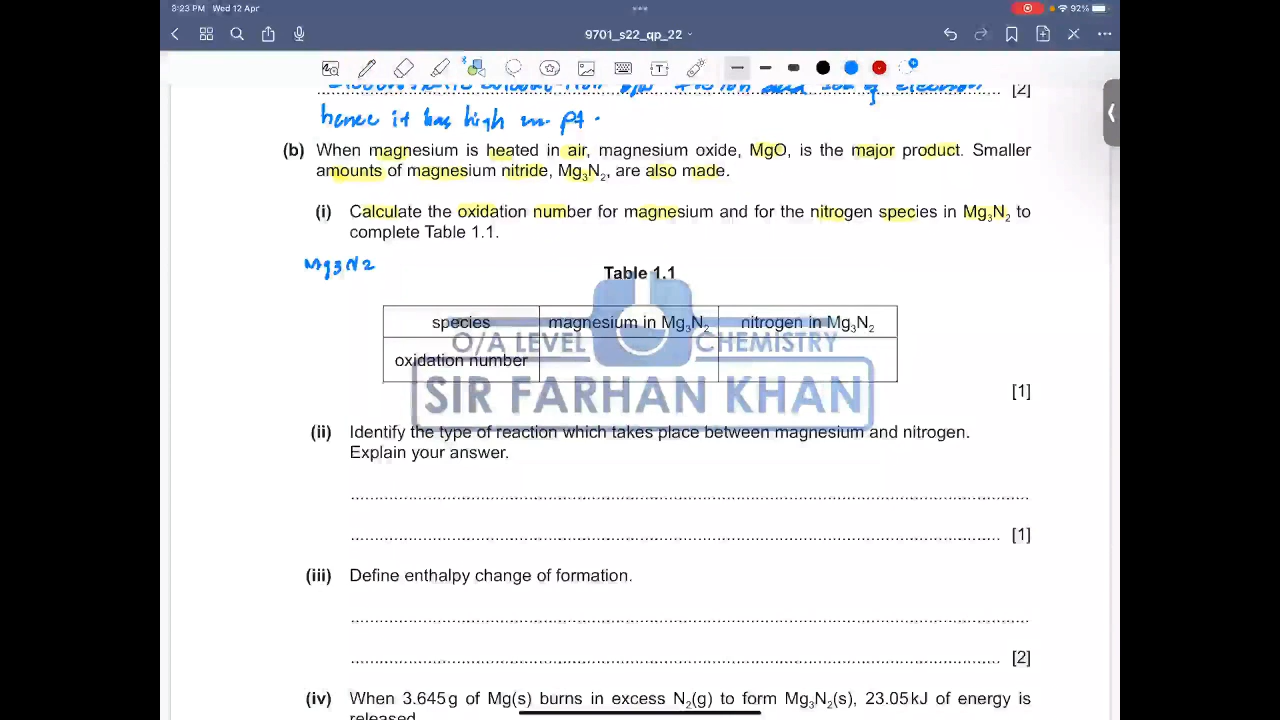 3:23 PM Wed 12 Apr
92%
9701_s22_qp_22
[2]
hence it has high m. pt.
(b) When magnesium is heated in air, magnesium oxide, MgO, is the major product. Smaller
amounts of magnesium nitride, Mg₃N₂, are also made.
(i) Calculate the oxidation number for magnesium and for the nitrogen species in Mg₃N₂ to
complete Table 1.1.
Mg3N2
Table 1.1
species magnesium in Mg₃N₂ nitrogen in Mg₃N₂
O/A LEVEL CHEMISTRY
oxidation number
SIR FARHAN KHAN
[1]
(ii) Identify the type of reaction which takes place between magnesium and nitrogen.
Explain your answer.
[1]
(iii) Define enthalpy change of formation.
[2]
(iv) When 3.645g of Mg(s) burns in excess N₂(g) to form Mg₃N₂(s), 23.05kJ of energy is
released